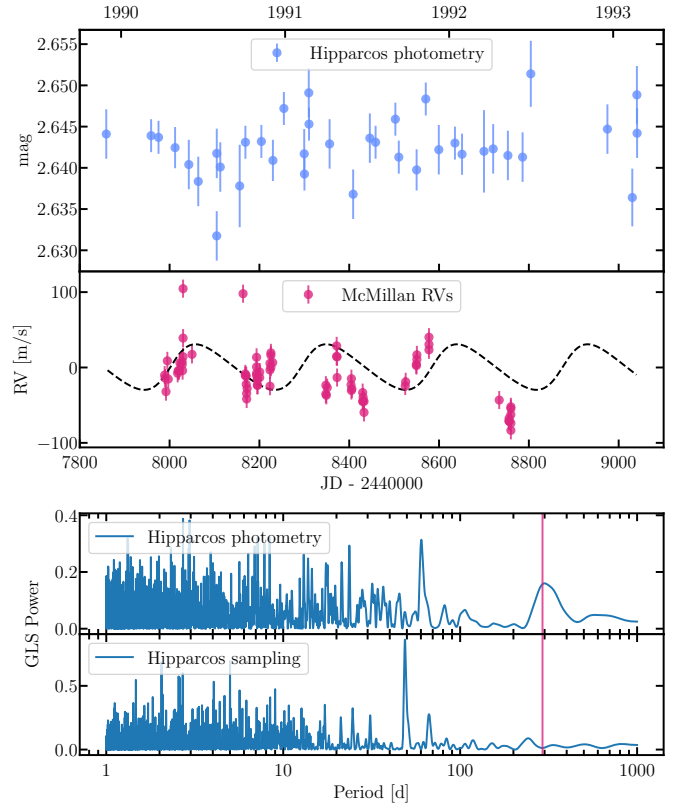 1990 1991 1992 1993
2.655
2.650
2.645
2.640
2.635
2.630
mag
Hipparcos photometry
100
0
−100
RV [m/s]
McMillan RVs
7800 8000 8200 8400 8600 8800 9000
JD - 2440000
0.4
0.2
0.0
Hipparcos photometry
GLS Power
0.5
0.0
Hipparcos sampling
1 10 100 1000
Period [d]